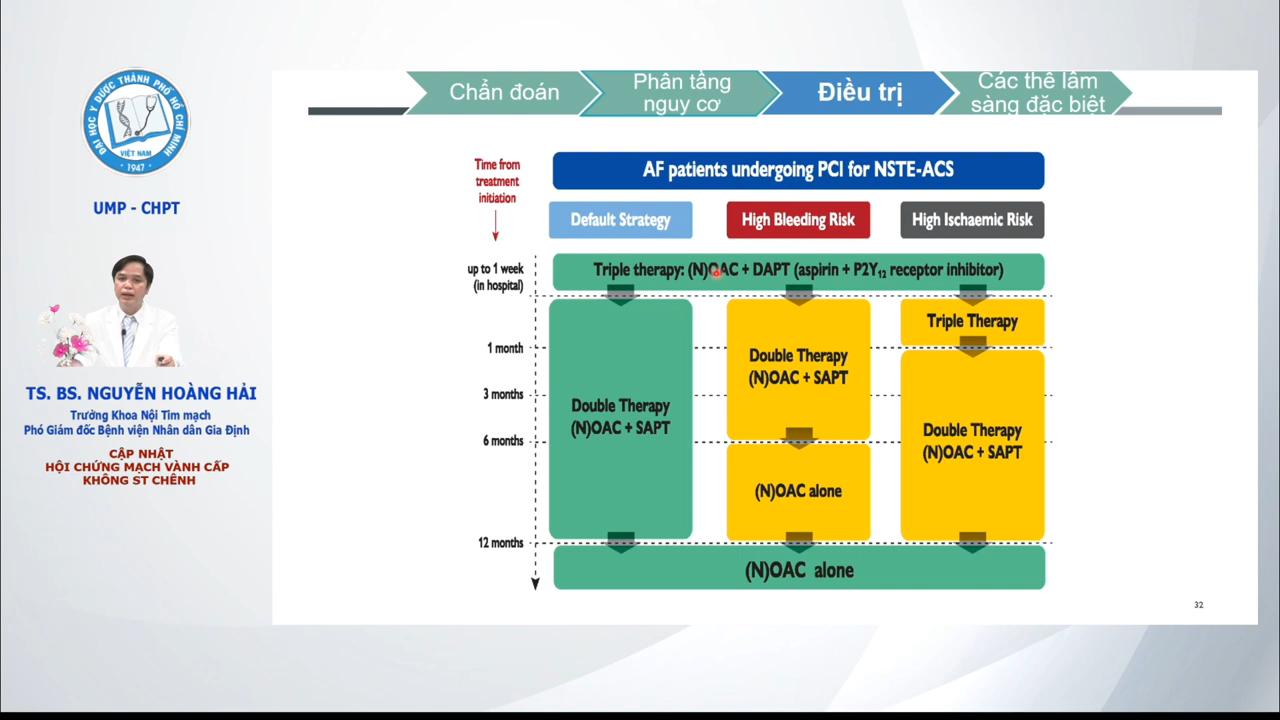 ĐẠI HỌC Y DƯỢC THÀNH PHỐ HỒ CHÍ MINH
VIỆT NAM
1947
UMP - CHPT
TS. BS. NGUYỄN HOÀNG HẢI
Trưởng Khoa Nội Tim mạch
Phó Giám đốc Bệnh viện Nhân dân Gia Định
CẬP NHẬT
HỘI CHỨNG MẠCH VÀNH CẤP
KHÔNG ST CHÊNH
Chẩn đoán
Phân tầng
nguy cơ
Điều trị
Các thể lâm
sàng đặc biệt
Time from
treatment
initiation
AF patients undergoing PCI for NSTE-ACS
Default Strategy
High Bleeding Risk
High Ischaemic Risk
up to 1 week
(in hospital)
Triple therapy: (N)OAC + DAPT (aspirin + P2Y₁₂ receptor inhibitor)
Triple Therapy
1 month
Double Therapy
(N)OAC + SAPT
3 months
Double Therapy
(N)OAC + SAPT
6 months
Double Therapy
(N)OAC + SAPT
(N)OAC alone
12 months
(N)OAC alone
32